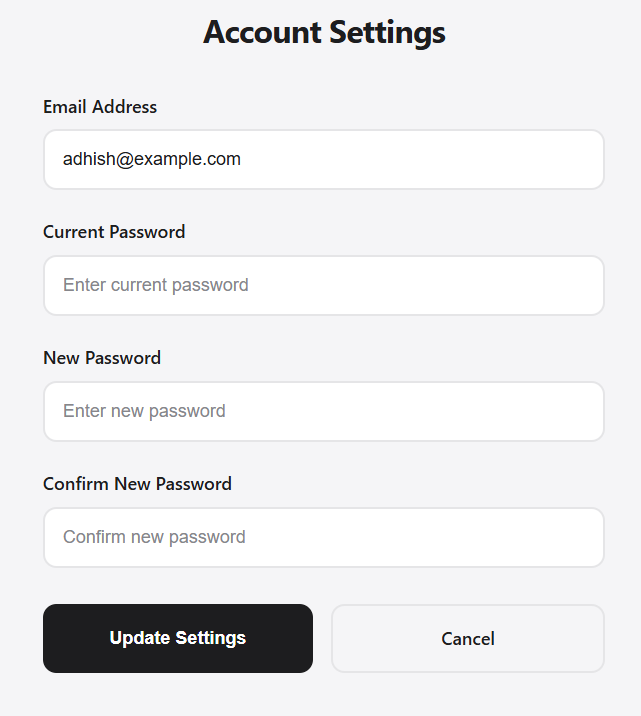 Account Settings
Email Address
adhish@example.com
Current Password
Enter current password
New Password
Enter new password
Confirm New Password
Confirm new password
Update Settings
Cancel